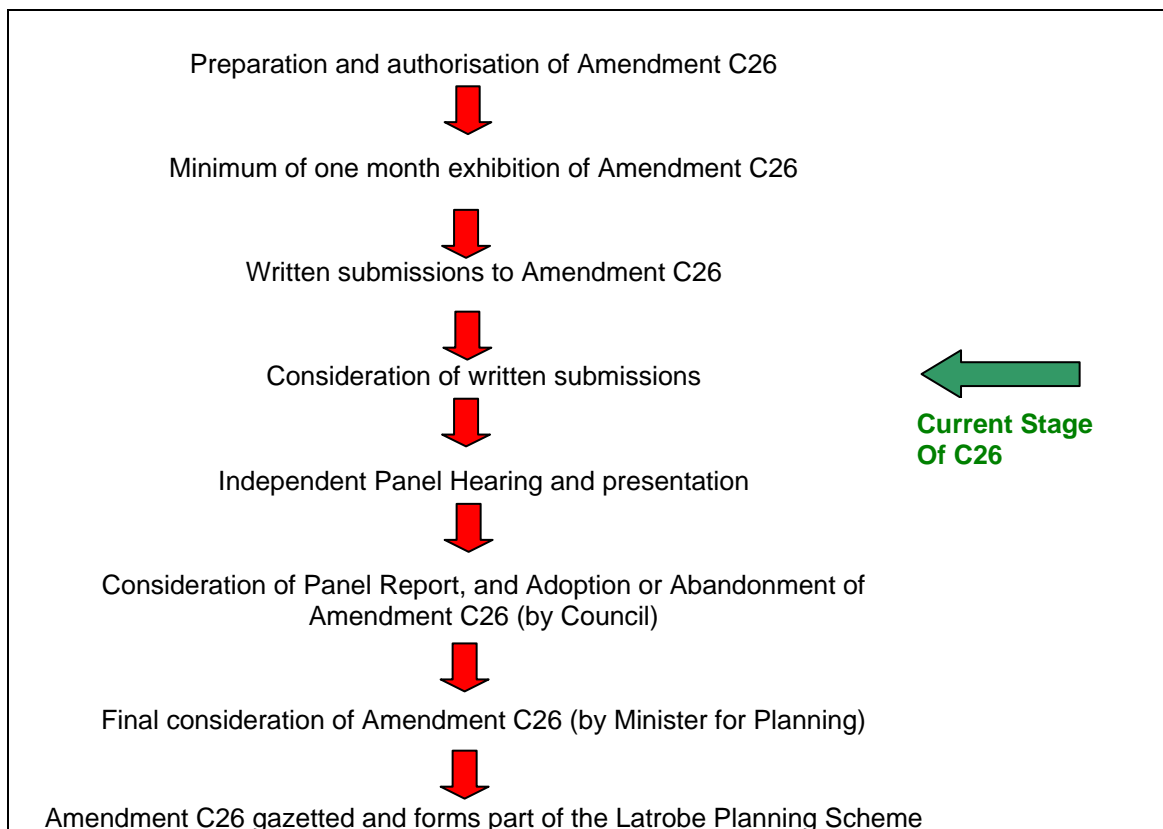 Preparation and authorisation of Amendment C26
Minimum of one month exhibition of Amendment C26
Written submissions to Amendment C26
Consideration of written submissions
Current Stage
Of C26
Independent Panel Hearing and presentation
Consideration of Panel Report, and Adoption or Abandonment of
Amendment C26 (by Council)
Final consideration of Amendment C26 (by Minister for Planning)
Amendment C26 gazetted and forms part of the Latrobe Planning Scheme